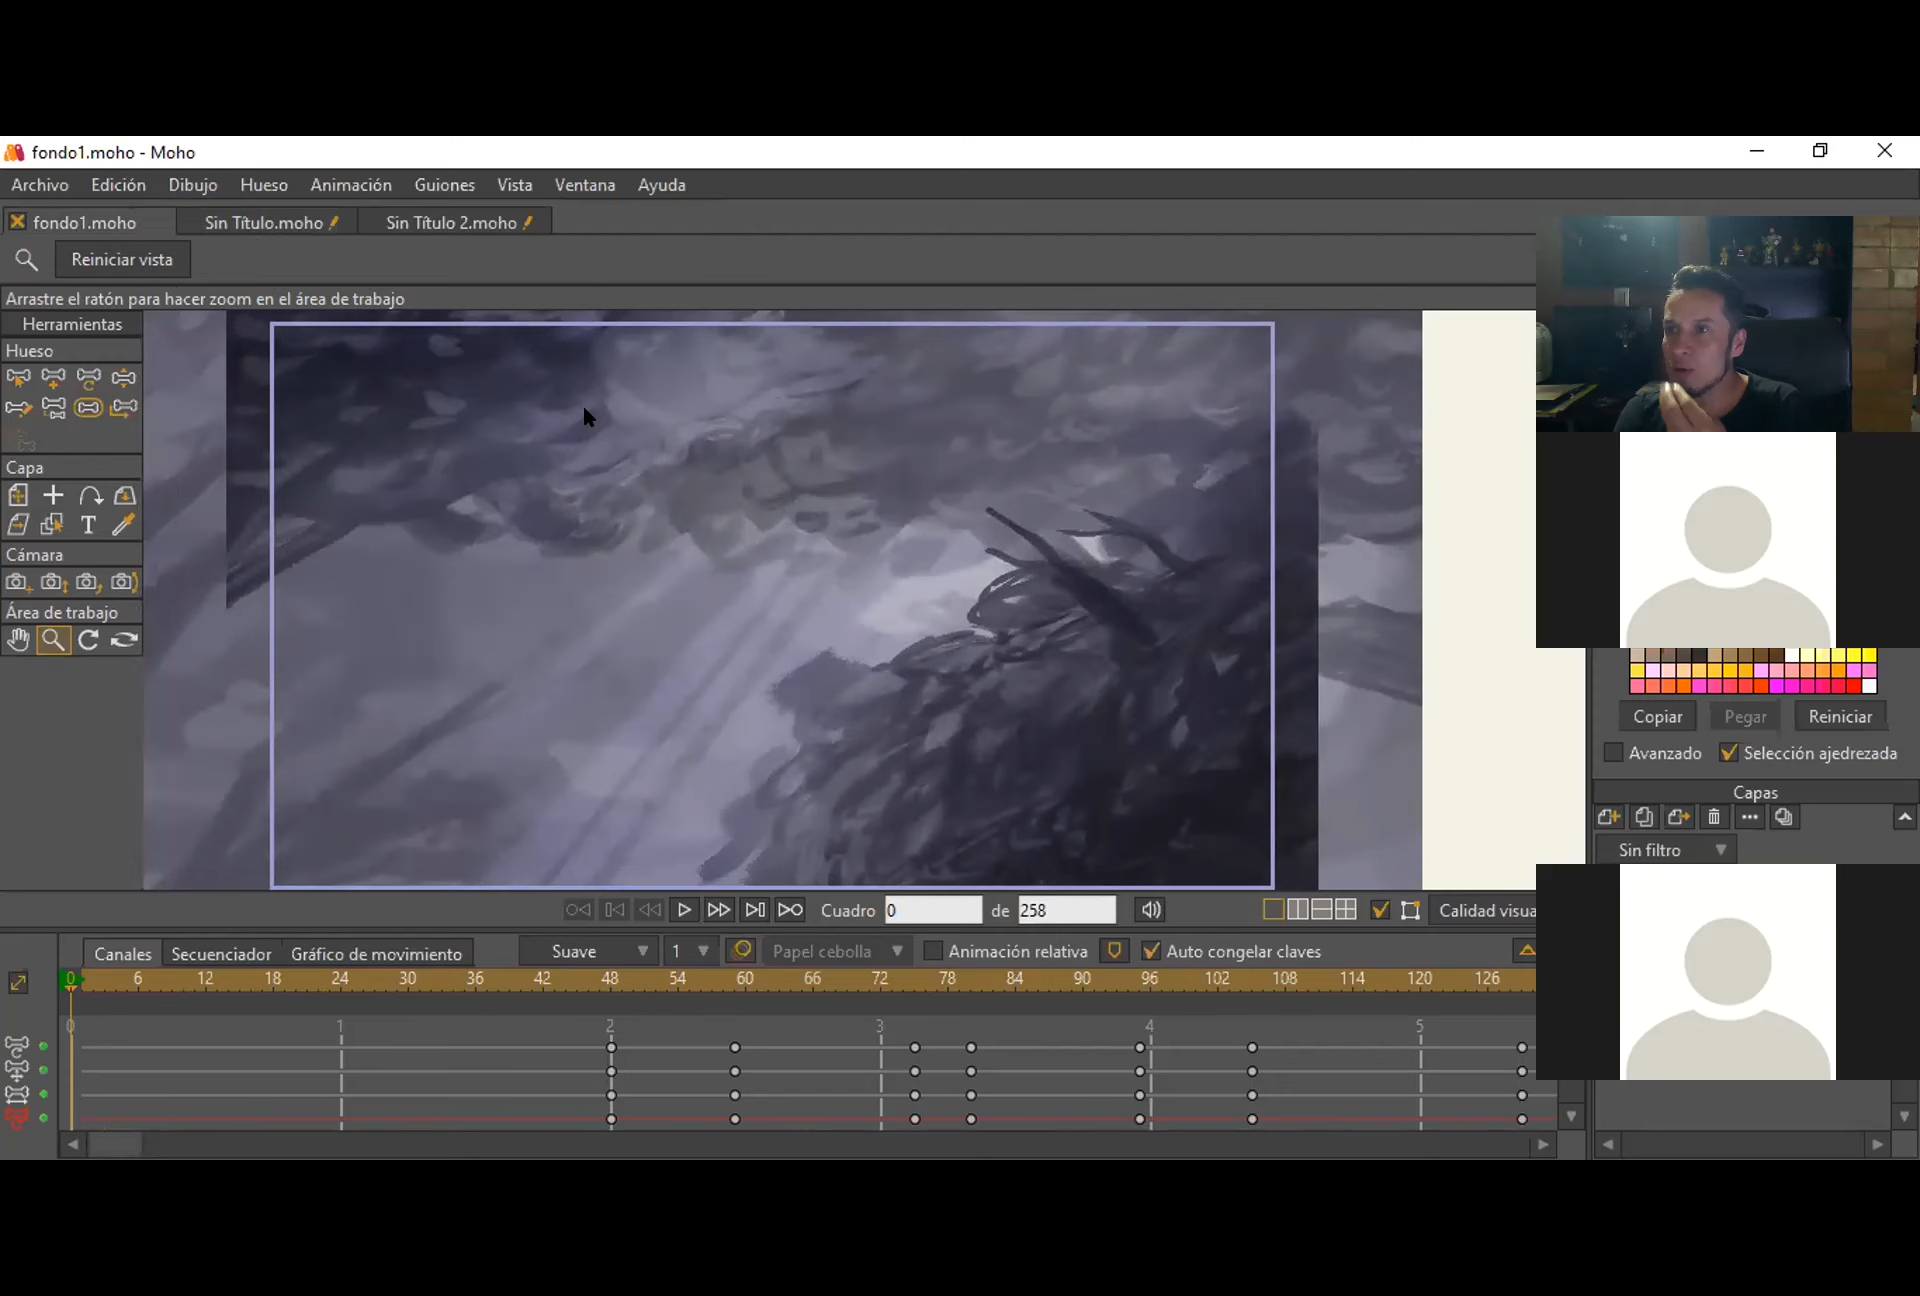 fondo1.moho - Moho
Archivo Edición Dibujo Hueso Animación Guiones Vista Ventana Ayuda
fondo1.moho Sin Título.moho Sin Título 2.moho
Reiniciar vista
Arrastre el ratón para hacer zoom en el área de trabajo
Herramientas
Hueso
Capa
T
Cámara
Área de trabajo
Copiar Pegar Reiniciar
Avanzado Selección ajedrezada
Capas
Sin filtro
Cuadro 0 de 258 Calidad visua
Canales Secuenciador Gráfico de movimiento Suave 1 Papel cebolla Animación relativa Auto congelar claves
0 6 12 18 24 30 36 42 48 54 60 66 72 78 84 90 96 102 108 114 120 126
0 1 2 3 4 5